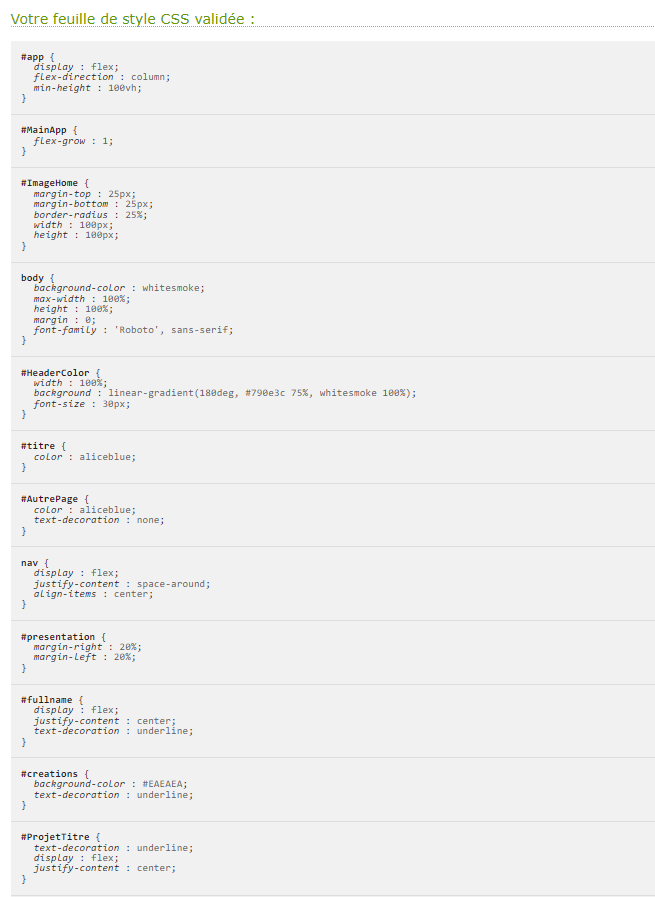 Votre feuille de style CSS validée :
#app {
display : flex;
flex-direction : column;
min-height : 100vh;
}
#MainApp {
flex-grow : 1;
}
#ImageHome {
margin-top : 25px;
margin-bottom : 25px;
border-radius : 25%;
width : 100px;
height : 100px;
}
body {
background-color : whitesmoke;
max-width : 100%;
height : 100%;
margin : 0;
font-family : 'Roboto', sans-serif;
}
#HeaderColor {
width : 100%;
background : linear-gradient(180deg, #790e3c 75%, whitesmoke 100%);
font-size : 30px;
}
#titre {
color : aliceblue;
}
#AutrePage {
color : aliceblue;
text-decoration : none;
}
nav {
display : flex;
justify-content : space-around;
align-items : center;
}
#presentation {
margin-right : 20%;
margin-left : 20%;
}
#fullname {
display : flex;
justify-content : center;
text-decoration : underline;
}
#creations {
background-color : #EAEAEA;
text-decoration : underline;
}
#ProjetTitre {
text-decoration : underline;
display : flex;
justify-content : center;
}